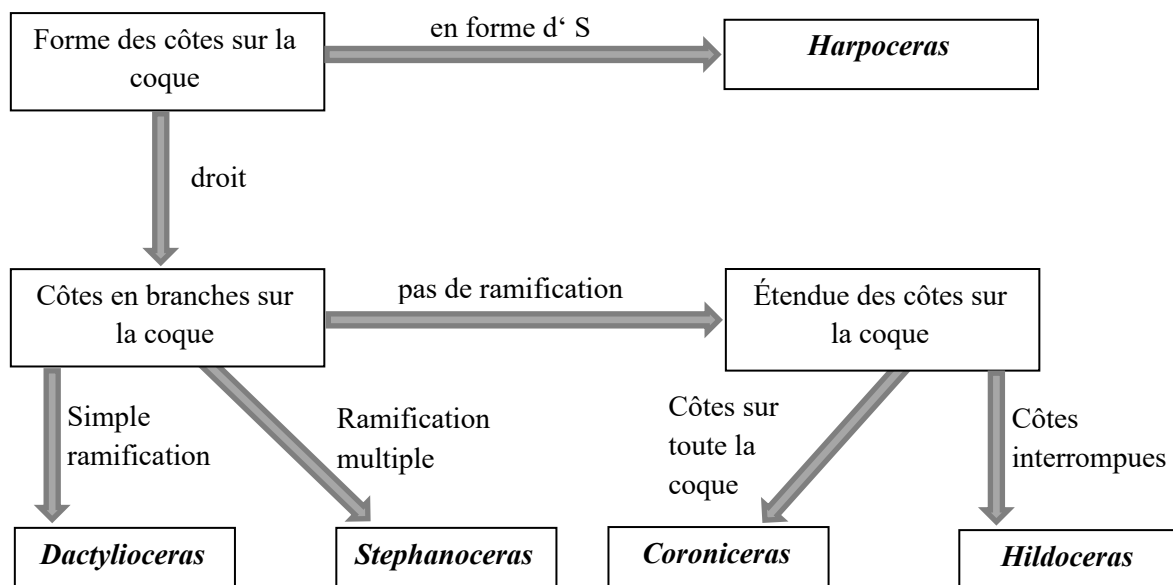 Forme des côtes sur la
coque
en forme d‘ S
Harpoceras
droit
Côtes en branches sur
la coque
pas de ramification
Étendue des côtes sur
la coque
Simple
ramification
Ramification
multiple
Côtes sur
toute la
coque
Côtes
interrompues
Dactylioceras
Stephanoceras
Coroniceras
Hildoceras